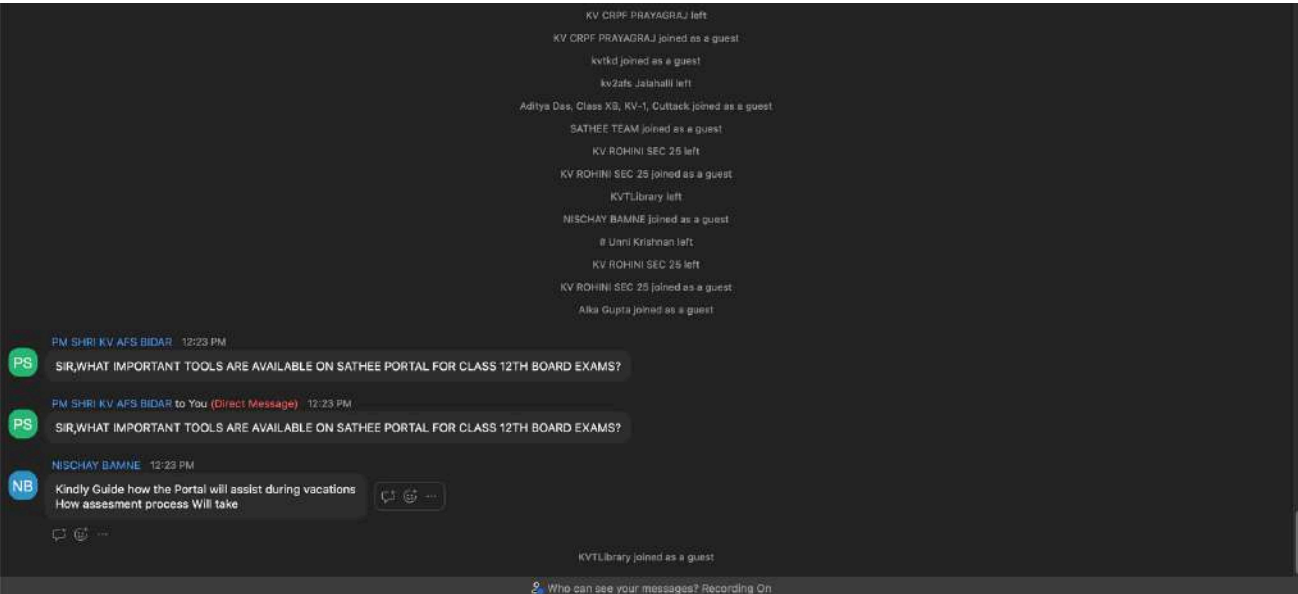 KV CRPF PRAYAGRAJ left
KV CRPF PRAYAGRAJ joined as a guest
kvtkd joined as a guest
kv2afs Jalahalli left
Aditya Das, Class XB, KV-1, Cuttack joined as a guest
SATHEE TEAM joined as a guest
KV ROHINI SEC 25 left
KV ROHINI SEC 25 joined as a guest
KVTLibrary left
NISCHAY BAMNE joined as a guest
# Unni Krishnan left
KV ROHINI SEC 25 left
KV ROHINI SEC 25 joined as a guest
Alka Gupta joined as a guest
PM SHRI KV AFS BIDAR 12:23 PM
PS
SIR,WHAT IMPORTANT TOOLS ARE AVAILABLE ON SATHEE PORTAL FOR CLASS 12TH BOARD EXAMS?
PM SHRI KV AFS BIDAR to You (Direct Message) 12:23 PM
PS
SIR,WHAT IMPORTANT TOOLS ARE AVAILABLE ON SATHEE PORTAL FOR CLASS 12TH BOARD EXAMS?
NISCHAY BAMNE 12:23 PM
NB
Kindly Guide how the Portal will assist during vacations
How assesment process Will take
KVTLibrary joined as a guest
Who can see your messages? Recording On